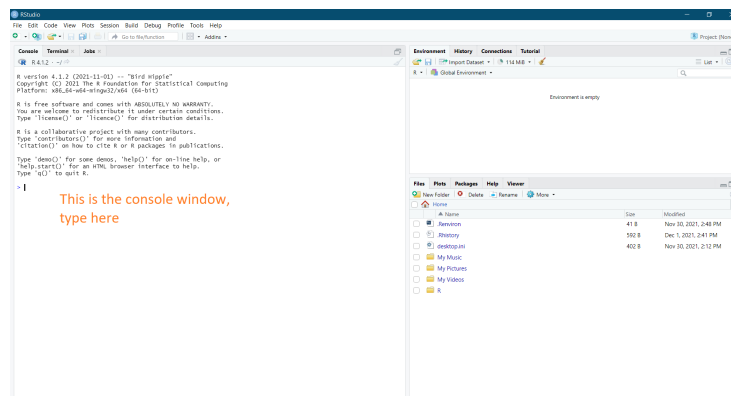 RStudio
File Edit Code View Plots Session Build Debug Profile Tools Help
Go to file/function Addins Project: (None
Console Terminal Jobs
R 4.1.2 · ~/
R version 4.1.2 (2021-11-01) -- "Bird Hippie"
Copyright (C) 2021 The R Foundation for Statistical Computing
Platform: x86_64-w64-mingw32/x64 (64-bit)
R is free software and comes with ABSOLUTELY NO WARRANTY.
You are welcome to redistribute it under certain conditions.
Type 'license()' or 'licence()' for distribution details.
R is a collaborative project with many contributors.
Type 'contributors()' for more information and
'citation()' on how to cite R or R packages in publications.
Type 'demo()' for some demos, 'help()' for on-line help, or
'help.start()' for an HTML browser interface to help.
Type 'q()' to quit R.
>
This is the console window,
type here
Environment History Connections Tutorial
Import Dataset 114 MiB List
R Global Environment
Environment is empty
Files Plots Packages Help Viewer
New Folder Delete Rename More
Home
Name Size Modified
.Renviron 41 B Nov 30, 2021, 2:48 PM
.Rhistory 592 B Dec 1, 2021, 2:41 PM
desktop.ini 402 B Nov 30, 2021, 2:12 PM
My Music
My Pictures
My Videos
R